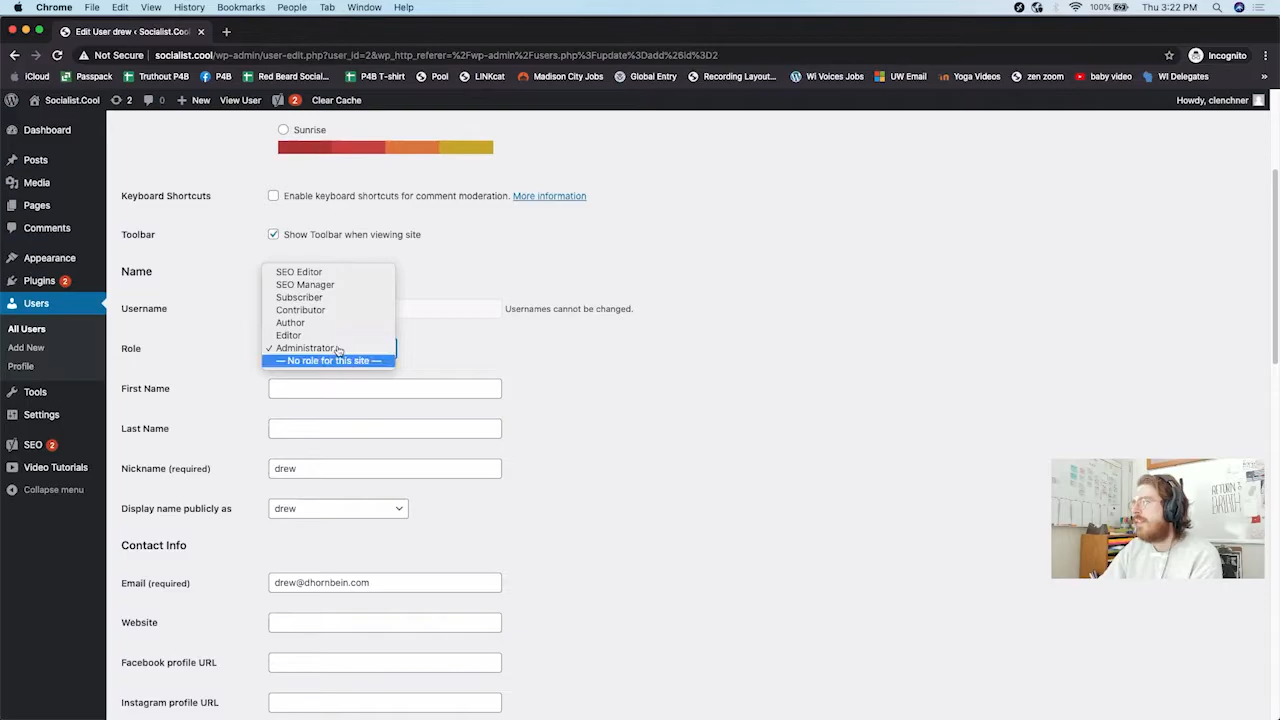 Chrome File Edit View History Bookmarks People Tab Window Help 100% Thu 3:22 PM
Edit User drew ‹ Socialist.Cool
Not Secure socialist.cool/wp-admin/user-edit.php?user_id=2&wp_http_referer=%2Fwp-admin%2Fusers.php%3Fupdate%3Dadd%26id%3D2 Incognito
iCloud Passpack Truthout P4B P4B Red Beard Social... P4B T-shirt Pool LINKcat Madison City Jobs Global Entry Recording Layout... Wi Voices Jobs UW Email Yoga Videos zen zoom baby video WI Delegates »
Socialist.Cool 2 0 New View User 2 Clear Cache Howdy, clenchner
Dashboard
Posts
Media
Pages
Comments
Appearance
Plugins 2
Users
All Users
Add New
Profile
Tools
Settings
SEO 2
Video Tutorials
Collapse menu
Sunrise
Keyboard Shortcuts Enable keyboard shortcuts for comment moderation. More information
Toolbar Show Toolbar when viewing site
Name
Username Usernames cannot be changed.
Role
SEO Editor
SEO Manager
Subscriber
Contributor
Author
Editor
✓ Administrator
— No role for this site —
First Name
Last Name
Nickname (required) drew
Display name publicly as drew
Contact Info
Email (required) drew@dhornbein.com
Website
Facebook profile URL
Instagram profile URL
RETURN